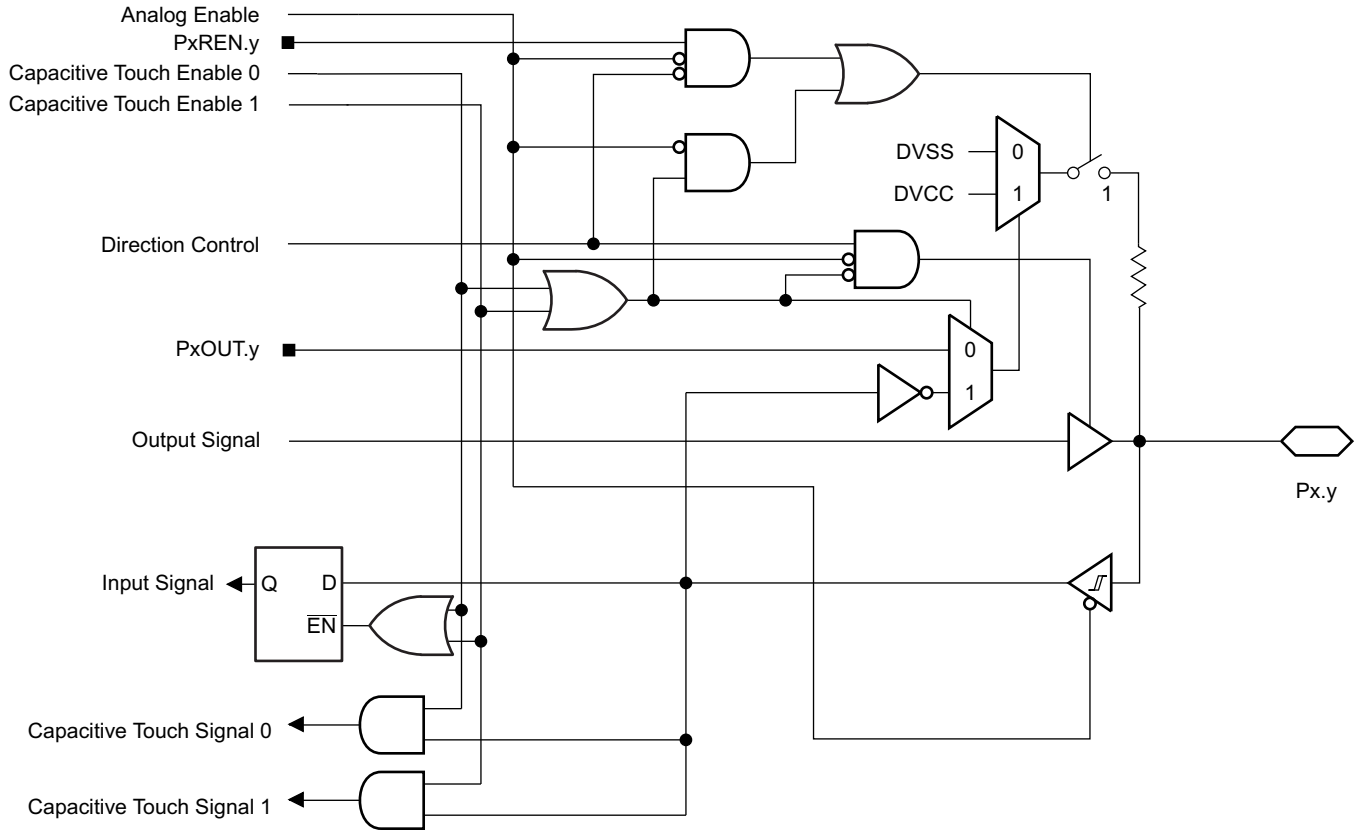 Analog Enable
PxREN.y
Capacitive Touch Enable 0
Capacitive Touch Enable 1
DVSS
0
DVCC
1
1
Direction Control
PxOUT.y
0
1
Output Signal
Px.y
Input Signal
Q
D
EN
Capacitive Touch Signal 0
Capacitive Touch Signal 1